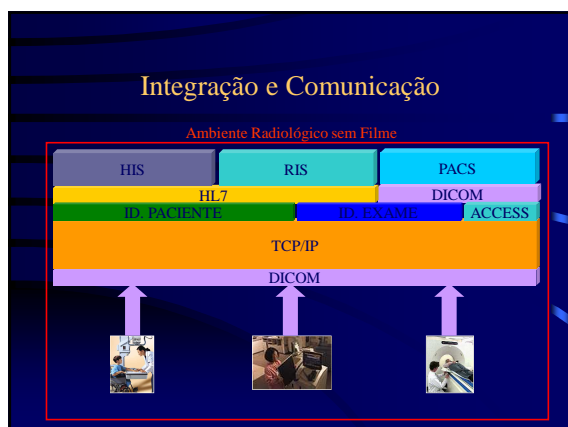 Integração e Comunicação
Ambiente Radiológico sem Filme
HIS RIS PACS
HL7 DICOM
ID. PACIENTE ID. EXAME ACCESS
TCP/IP
DICOM